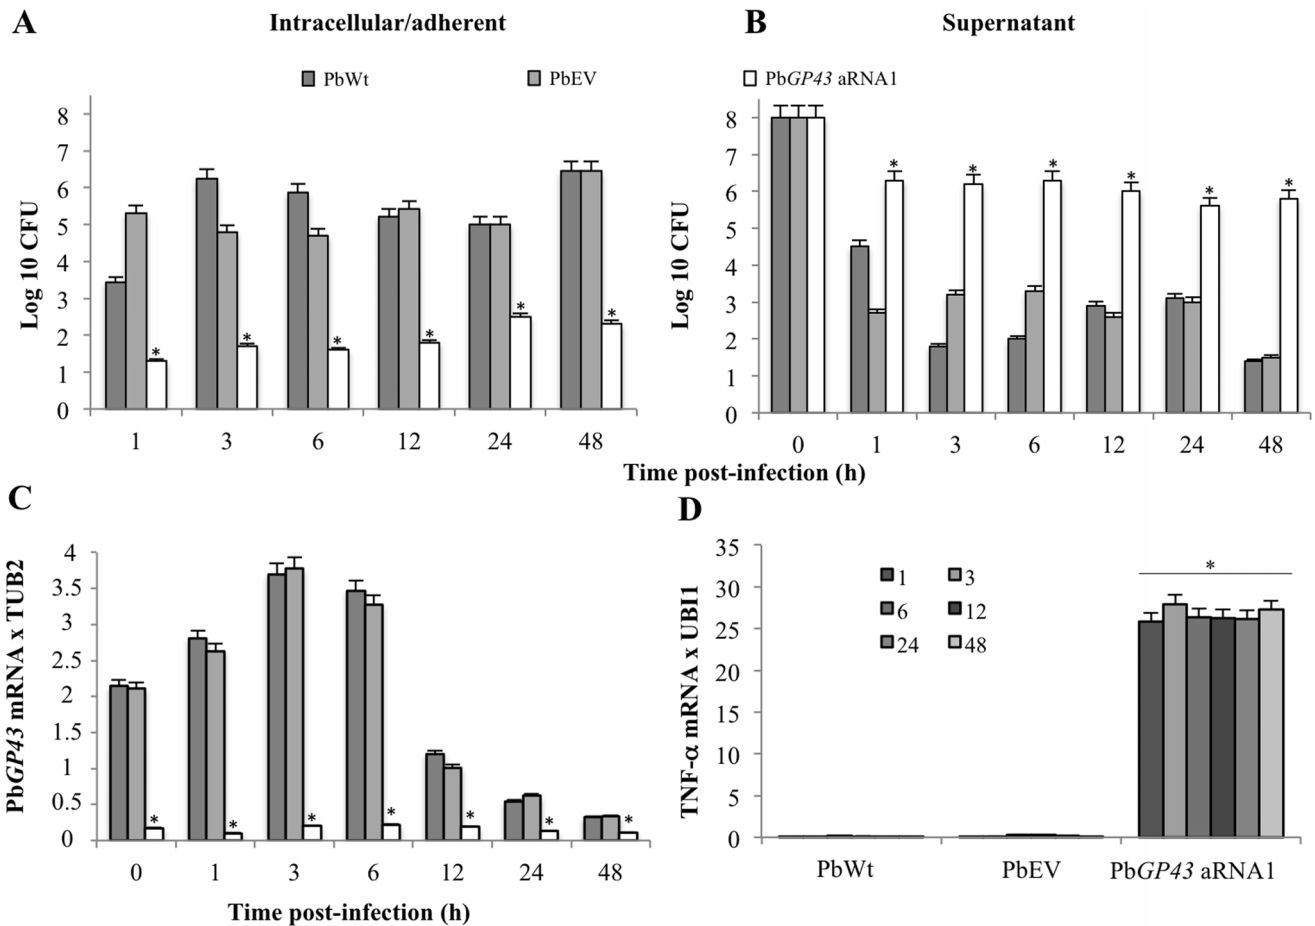 A
Intracellular/adherent
B
Supernatant
PbWt
PbEV
PbGP43 aRNA1
Log 10 CFU
8
7
6
5
4
3
2
1
0
* * * * * *
1 3 6 12 24 48
Log 10 CFU
8
7
6
5
4
3
2
1
0
* * * * * *
0 1 3 6 12 24 48
Time post-infection (h)
C
PbGP43 mRNA x TUB2
4
3.5
3
2.5
2
1.5
1
0.5
0
* * * * * * *
0 1 3 6 12 24 48
Time post-infection (h)
D
TNF-α mRNA x UBI1
35
30
25
20
15
10
5
0
1 3
6 12
24 48
*
PbWt PbEV PbGP43 aRNA1